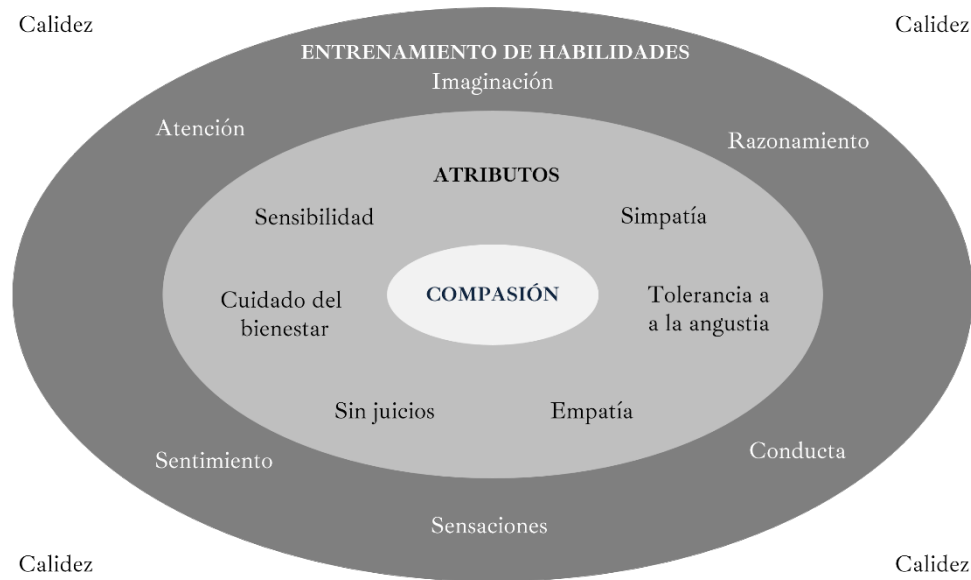 Calidez
Calidez
ENTRENAMIENTO DE HABILIDADES
Imaginación
Atención
Razonamiento
ATRIBUTOS
Sensibilidad
Simpatía
Cuidado del
bienestar
COMPASIÓN
Tolerancia a
a la angustia
Sin juicios
Empatía
Sentimiento
Conducta
Sensaciones
Calidez
Calidez